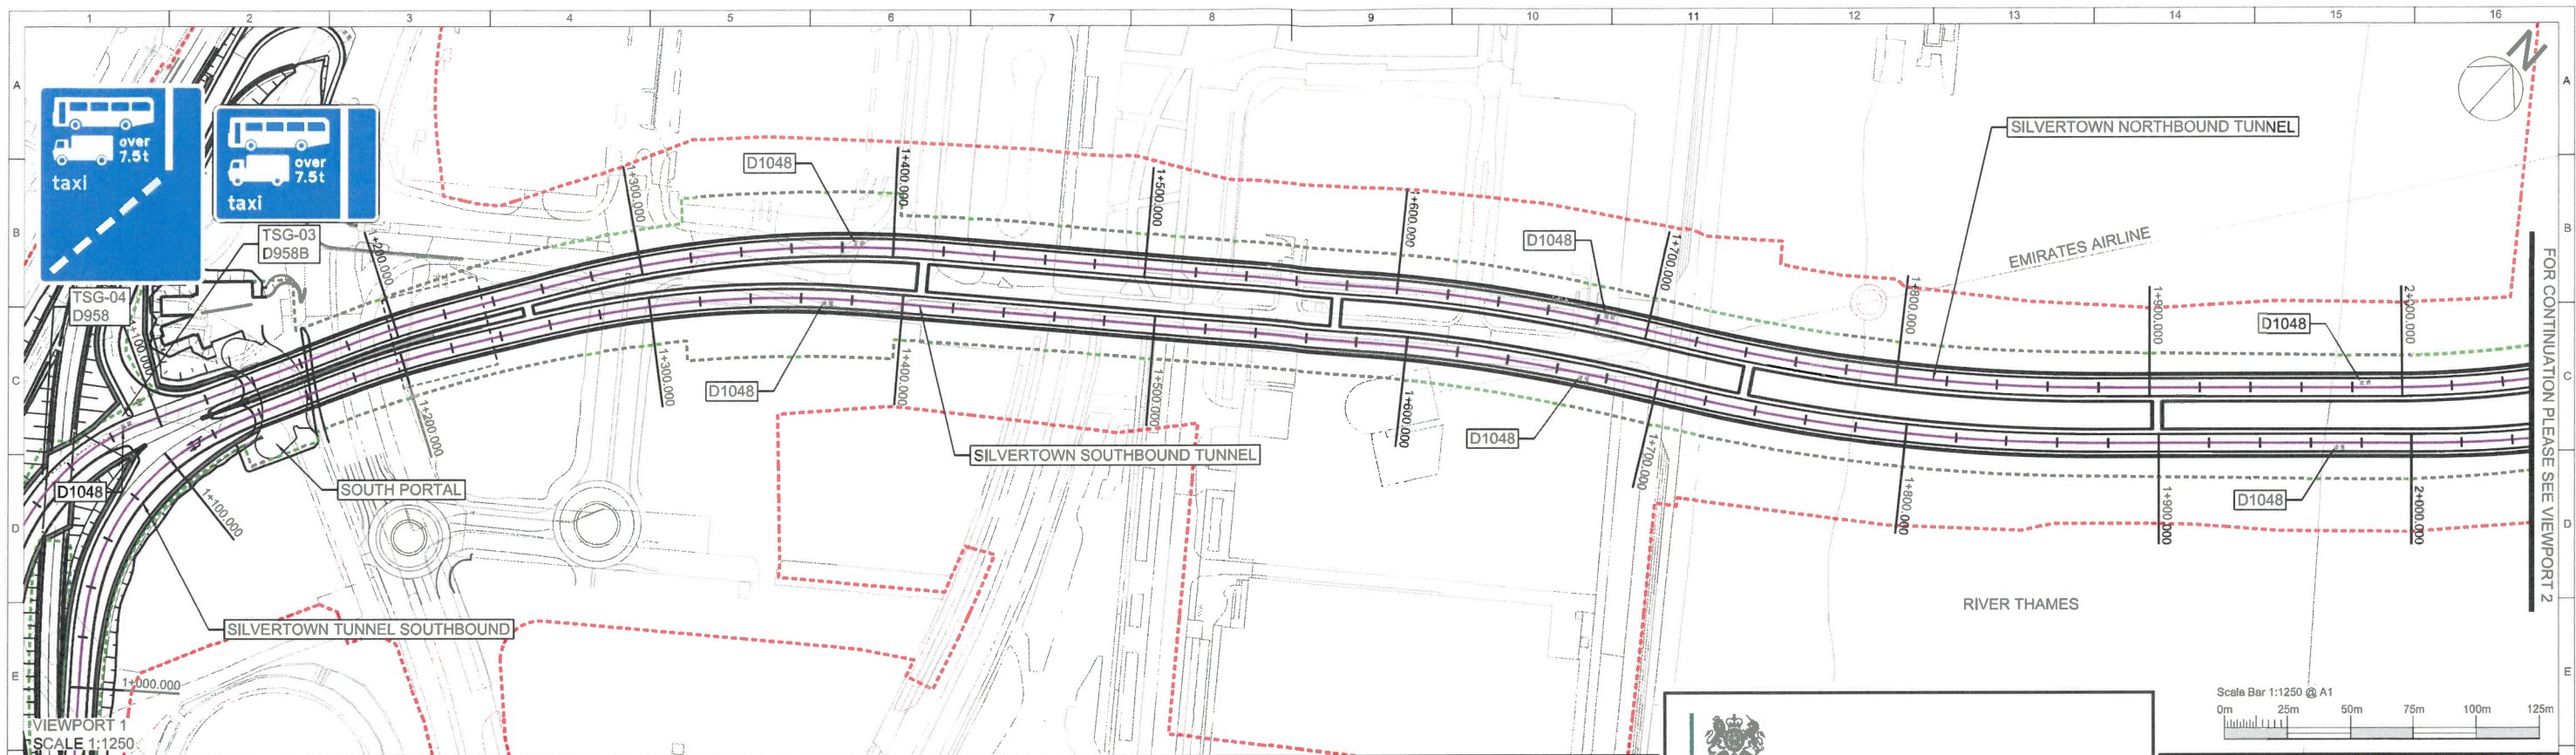 1 2 3 4 5 6 7 8 9 10 11 12 13 14 15 16
A
A
N
over
7.5t
taxi
over
7.5t
taxi
TSG-03
D958B
TSG-04
D958
D1048
SILVERTOWN NORTHBOUND TUNNEL
1+100.000
1+200.000
1+300.000
1+400.000
1+500.000
1+600.000
1+700.000
1+800.000
1+900.000
2+000.000
B
B
D1048
EMIRATES AIRLINE
D1048
C
C
D1048
D1048
1+100.000
1+200.000
1+300.000
1+400.000
1+500.000
1+600.000
1+700.000
1+800.000
1+900.000
2+000.000
SILVERTOWN SOUTHBOUND TUNNEL
SOUTH PORTAL
D1048
D1048
D
D
FOR CONTINUATION PLEASE SEE VIEWPORT 2
RIVER THAMES
SILVERTOWN TUNNEL SOUTHBOUND
E
E
1+000.000
VIEWPORT 1
SCALE 1:1250
Scale Bar 1:1250 @ A1
0m 25m 50m 75m 100m 125m